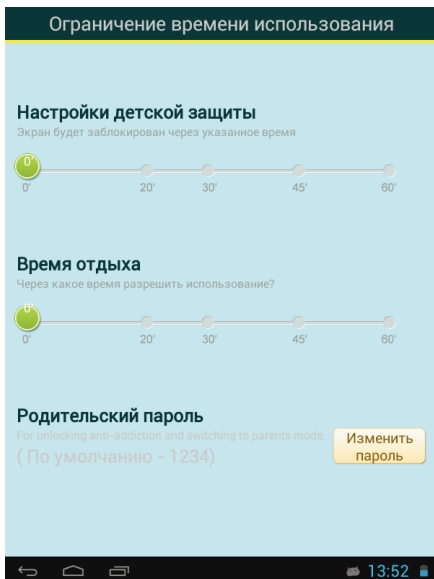 Ограничение времени использования
Настройки детской защиты
Экран будет заблокирован через указанное время
0'
0' 20' 30' 45' 60'
Время отдыха
Через какое время разрешить использование?
0'
0' 20' 30' 45' 60'
Родительский пароль
For unlocking anti-addiction and switching to parents mode.
( По умолчанию - 1234)
Изменить
пароль
13:52